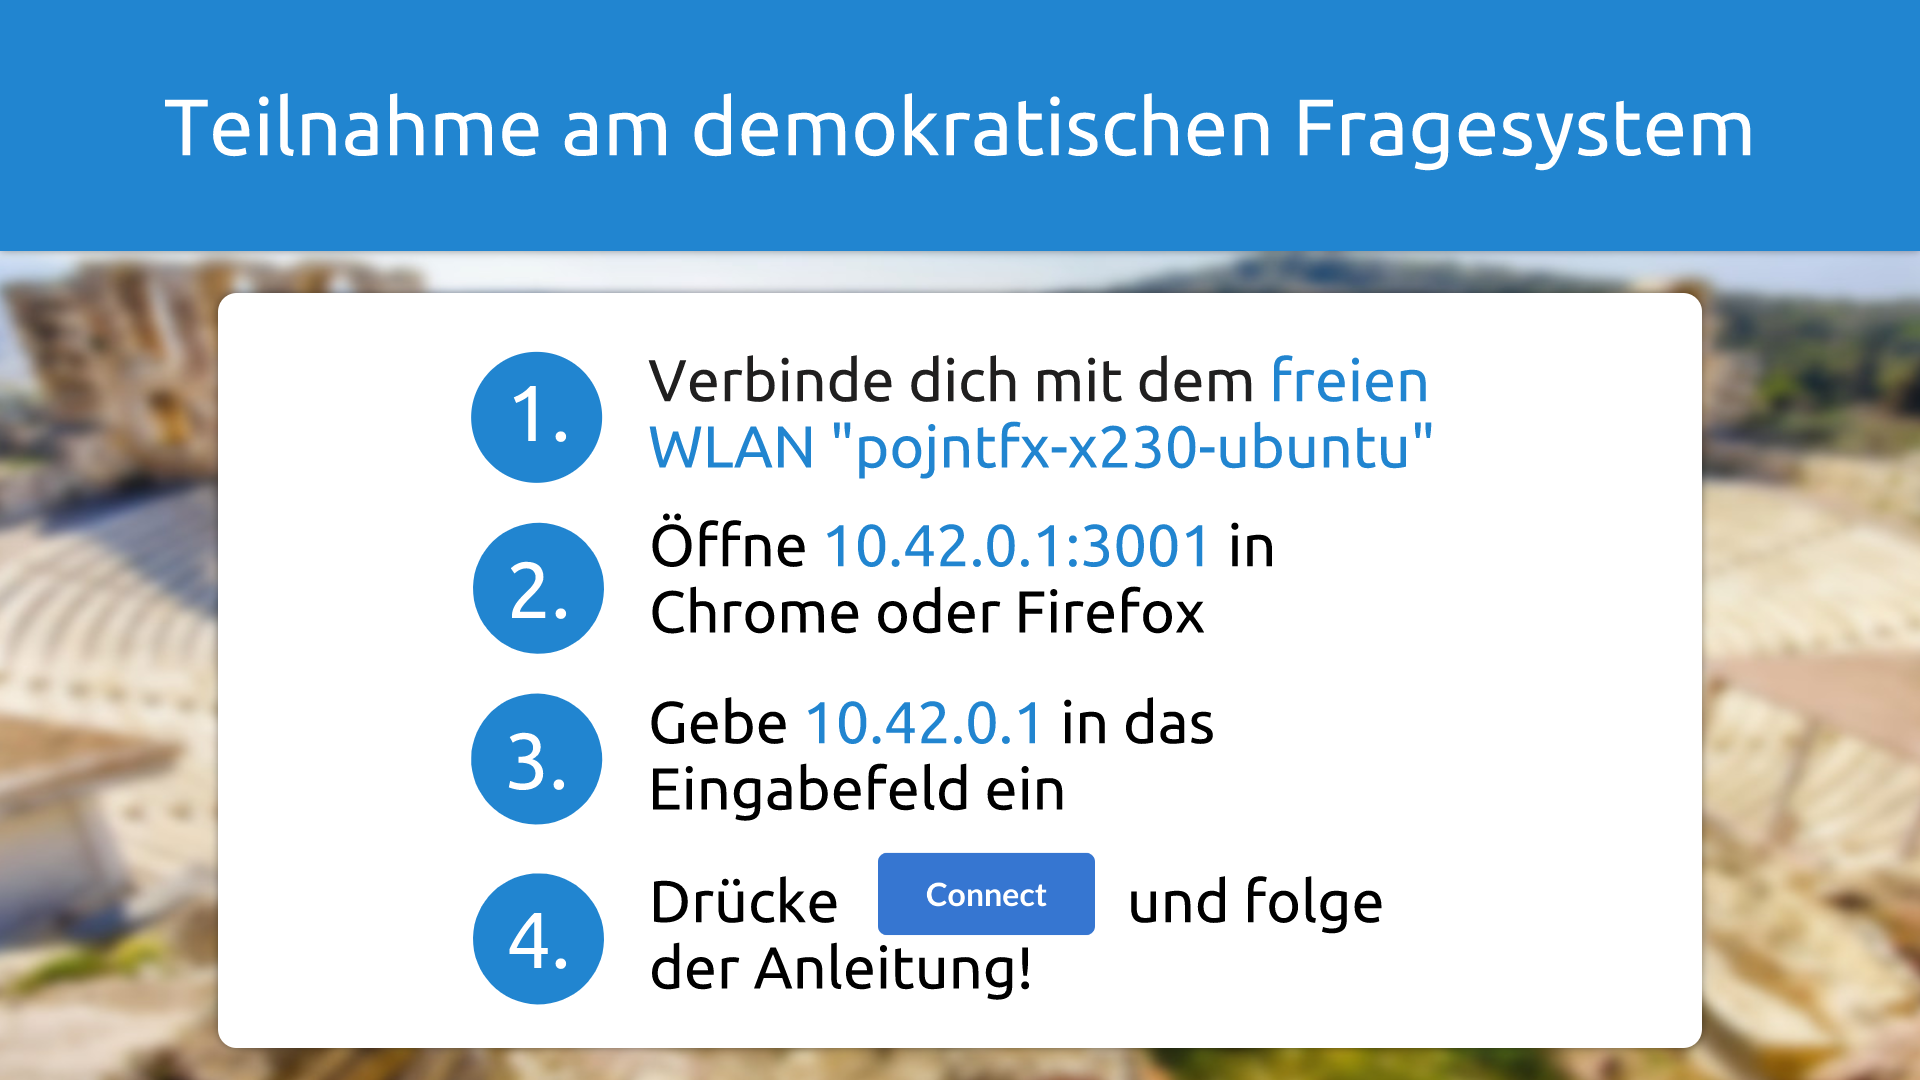 Teilnahme am demokratischen Fragesystem
1.
Verbinde dich mit dem freien
WLAN "pojntfx-x230-ubuntu"
2.
Öffne 10.42.0.1:3001 in
Chrome oder Firefox
3.
Gebe 10.42.0.1 in das
Eingabefeld ein
4.
Drücke Connect und folge
der Anleitung!